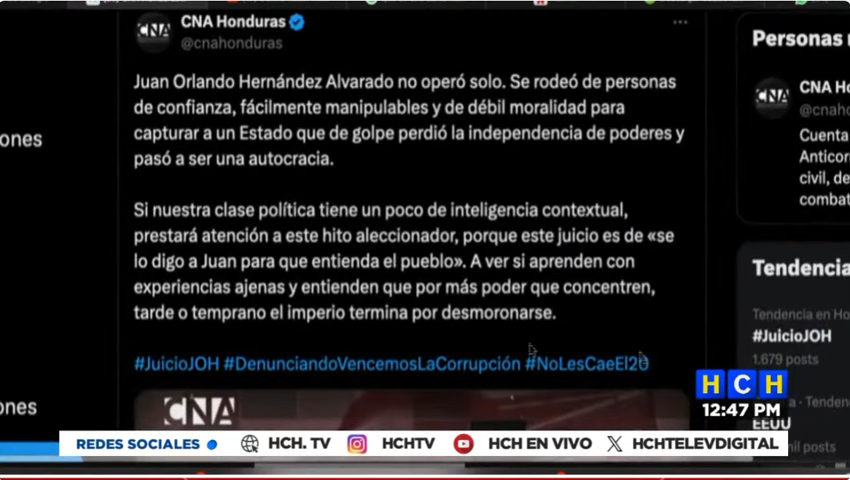 CNA Honduras
@cnahonduras
Juan Orlando Hernández Alvarado no operó solo. Se rodeó de personas
de confianza, fácilmente manipulables y de débil moralidad para
capturar a un Estado que de golpe perdió la independencia de poderes y
pasó a ser una autocracia.
Si nuestra clase política tiene un poco de inteligencia contextual,
prestará atención a este hito aleccionador, porque este juicio es de «se
lo digo a Juan para que entienda el pueblo». A ver si aprenden con
experiencias ajenas y entienden que por más poder que concentren,
tarde o temprano el imperio termina por desmoronarse.
#JuicioJOH #DenunciandoVencemosLaCorrupción #NoLesCaeEl20
CNA
ones
ones
Personas
CNA
CNA H
@cnaho
Cuenta
Anticor
civil, de
combat
Tendencia
Tendencia en Ho
#JuicioJOH
1.679 posts
a - Tendenc
EEUU
mil posts
HCH
12:47 PM
REDES SOCIALES HCH. TV HCHTV HCH EN VIVO HCHTELEVDIGITAL